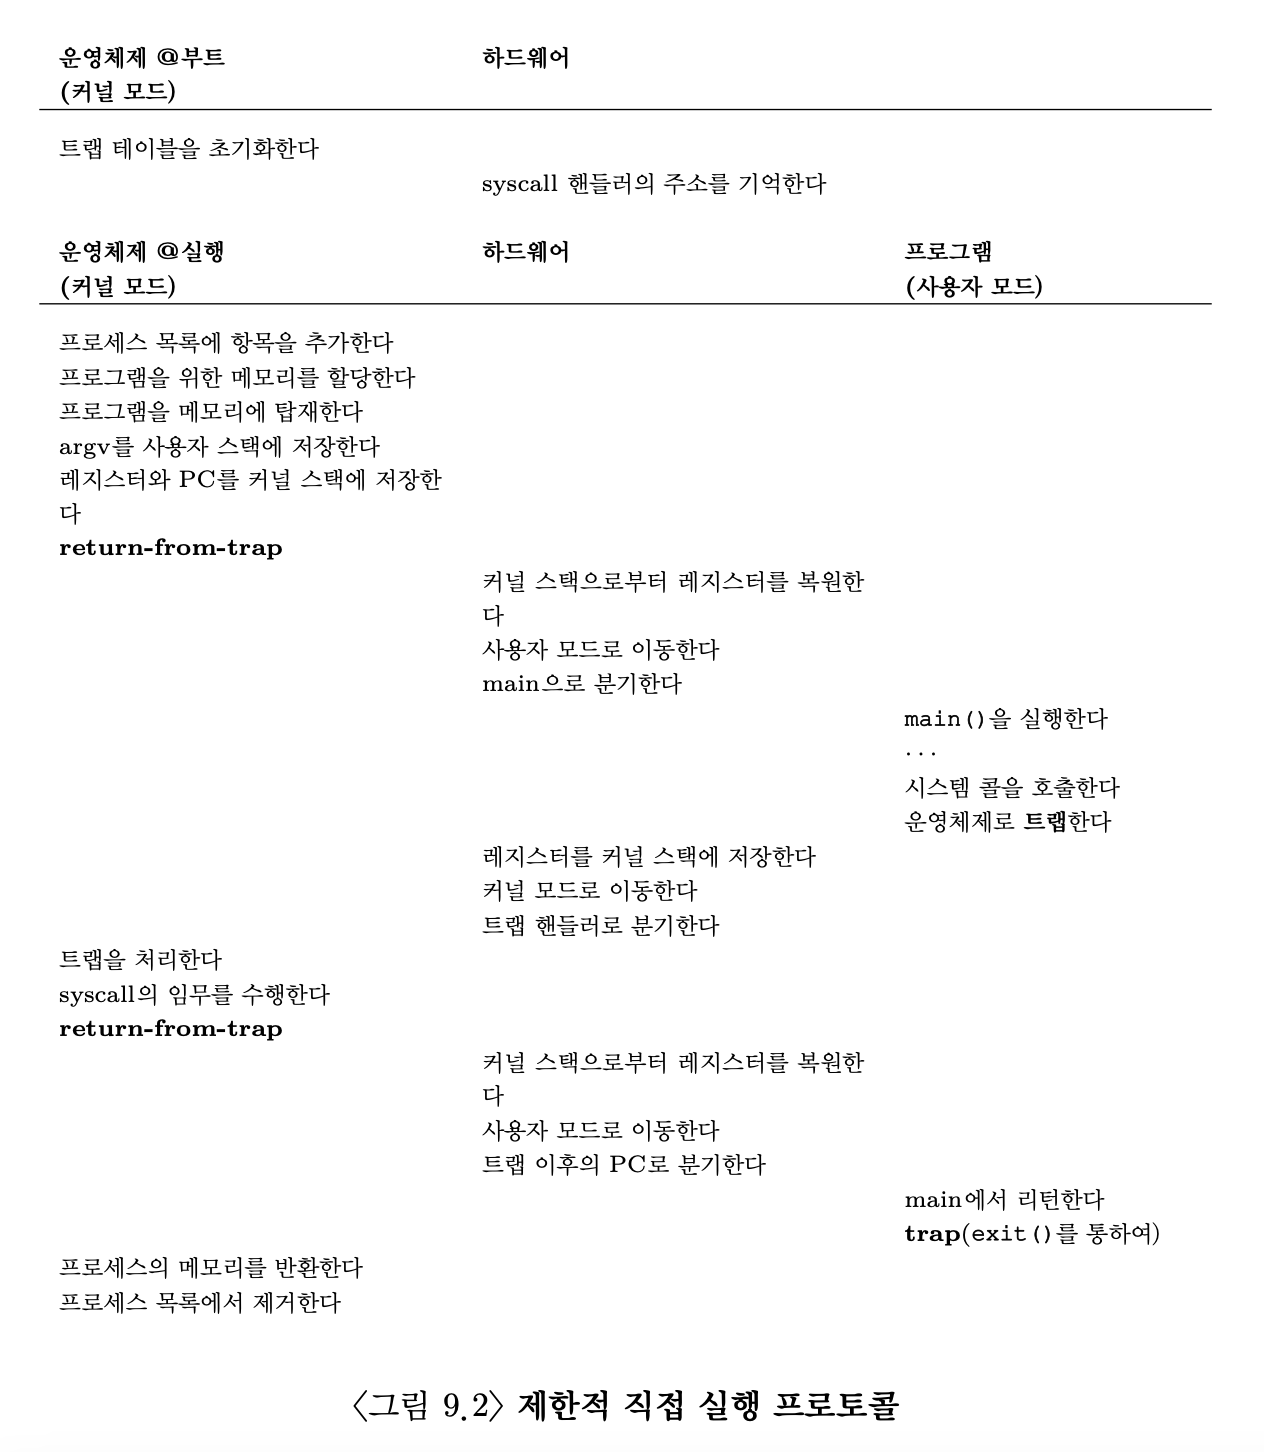 운영체제 @부트 하드웨어
(커널 모드)
트랩 테이블을 초기화한다
syscall 핸들러의 주소를 기억한다
운영체제 @실행 하드웨어 프로그램
(커널 모드) (사용자 모드)
프로세스 목록에 항목을 추가한다
프로그램을 위한 메모리를 할당한다
프로그램을 메모리에 탑재한다
argv를 사용자 스택에 저장한다
레지스터와 PC를 커널 스택에 저장한
다
return-from-trap
커널 스택으로부터 레지스터를 복원한
다
사용자 모드로 이동한다
main으로 분기한다
main()을 실행한다
...
시스템 콜을 호출한다
운영체제로 트랩한다
레지스터를 커널 스택에 저장한다
커널 모드로 이동한다
트랩 핸들러로 분기한다
트랩을 처리한다
syscall의 임무를 수행한다
return-from-trap
커널 스택으로부터 레지스터를 복원한
다
사용자 모드로 이동한다
트랩 이후의 PC로 분기한다
main에서 리턴한다
trap(exit()를 통하여)
프로세스의 메모리를 반환한다
프로세스 목록에서 제거한다
〈그림 9.2〉 제한적 직접 실행 프로토콜